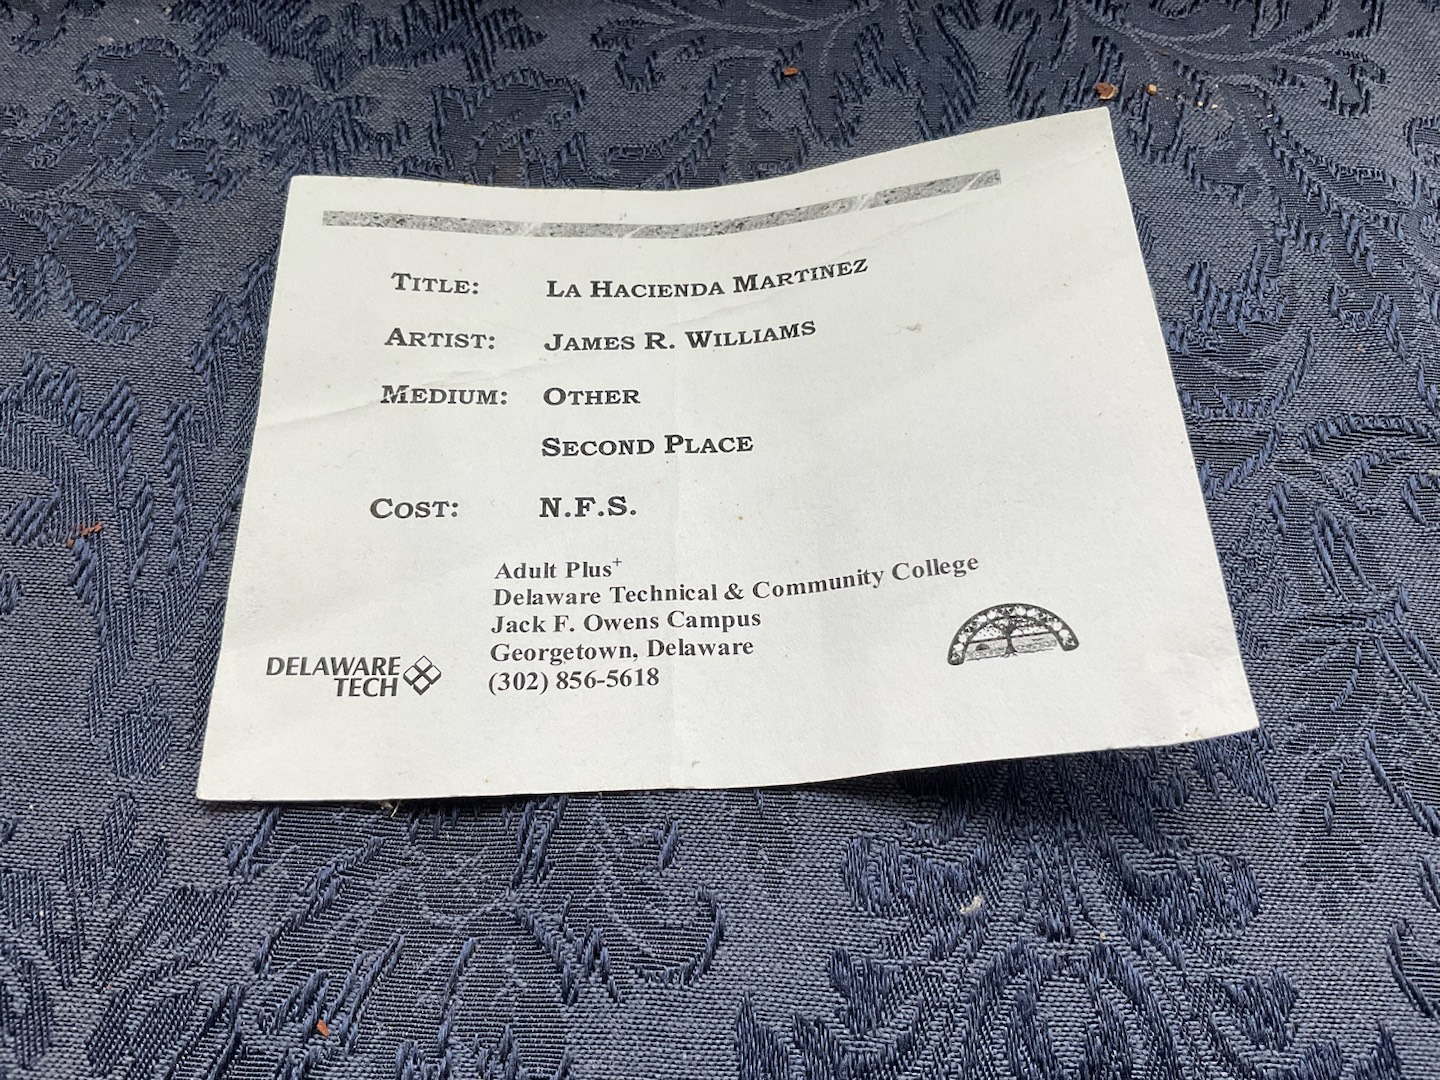 TITLE: LA HACIENDA MARTINEZ
ARTIST: JAMES R. WILLIAMS
MEDIUM: OTHER
SECOND PLACE
COST: N.F.S.
Adult Plus+
Delaware Technical & Community College
Jack F. Owens Campus
Georgetown, Delaware
(302) 856-5618
DELAWARE
TECH